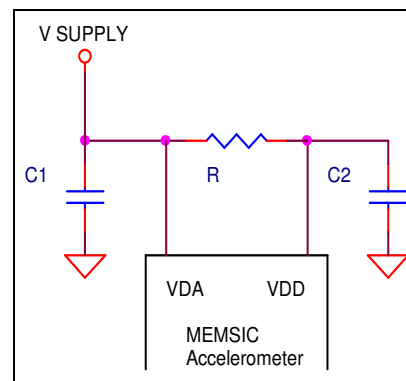 V SUPPLY
C1
R
C2
VDA
VDD
MEMSIC
Accelerometer